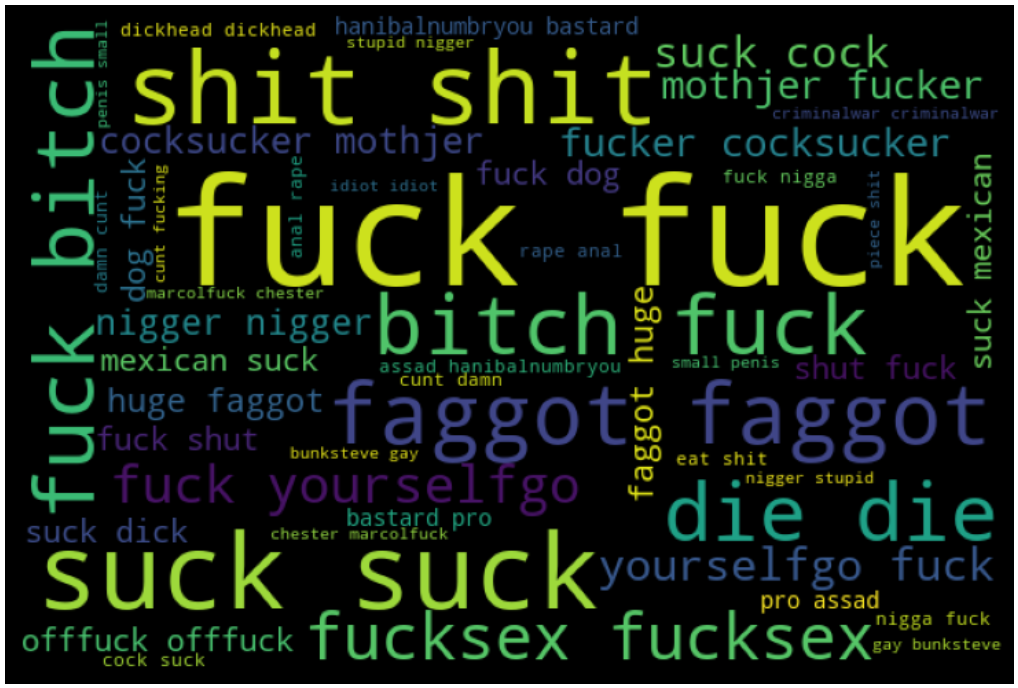 dickhead dickhead
hanibalnumbryou bastard
stupid nigger
penis small
fuck bitch
shit shit
suck cock
mothjer fucker
criminalwar criminalwar
cocksucker mothjer
fucker cocksucker
dog fuck
cunt fucking
anal rape
idiot idiot
fuck dog
fuck nigga
piece shit
suck mexican
damn cunt
fuck fuck
rape anal
marcolfuck chester
nigger nigger
bitch fuck
faggot huge
mexican suck
assad hanibalnumbryou
small penis
shut fuck
cunt damn
huge faggot
faggot faggot
fuck shut
bunksteve gay
eat shit
fuck yourselfgo
nigger stupid
die die
suck dick
bastard pro
chester marcolfuck
suck suck
yourselfgo fuck
pro assad
offfuck offfuck
fucksex fucksex
nigga fuck
gay bunksteve
cock suck